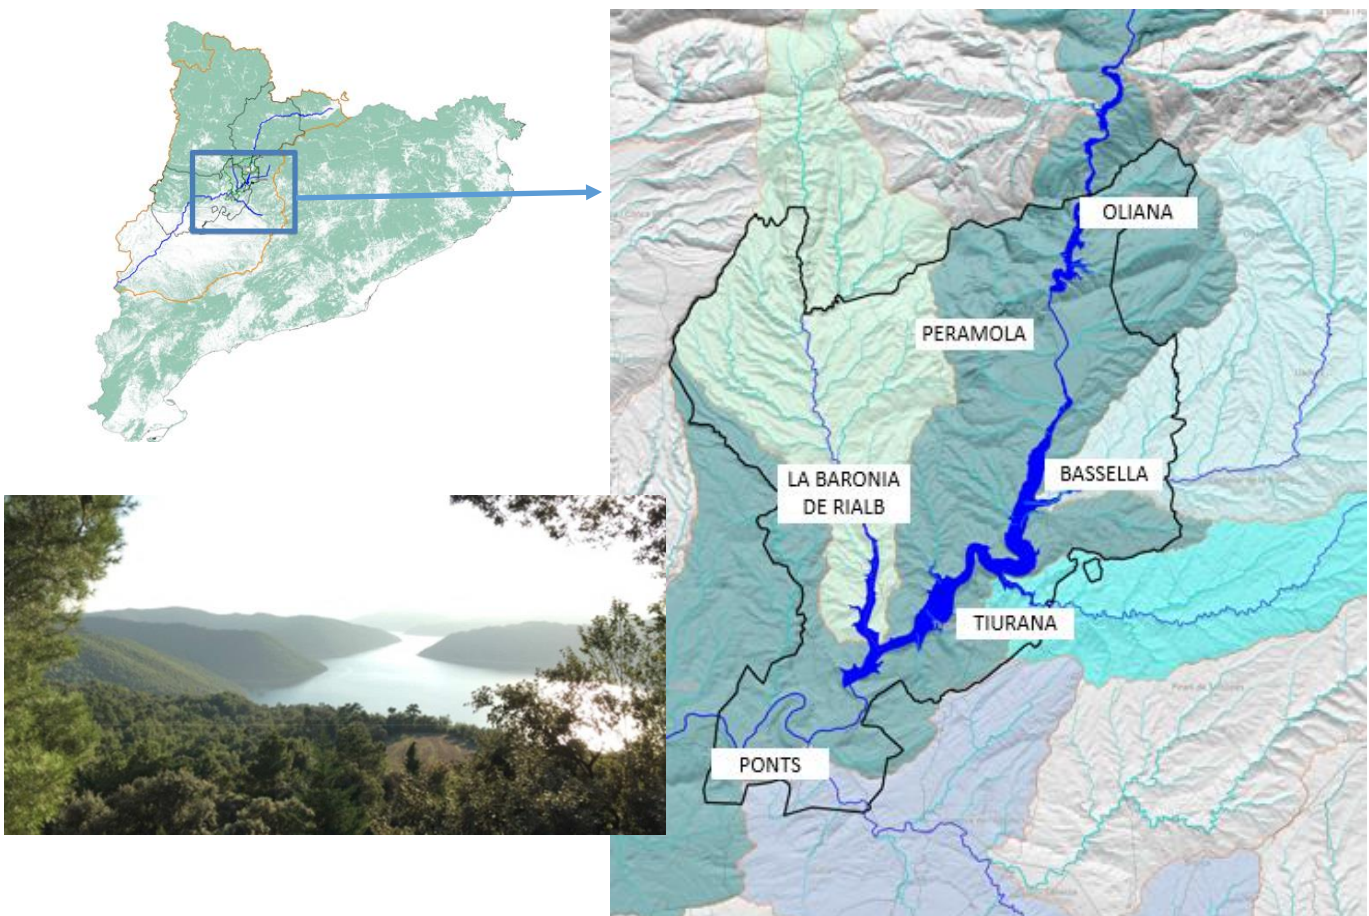 OLIANA
PERAMOLA
BASSELLA
LA BARONIA
DE RIALB
TIURANA
PONTS